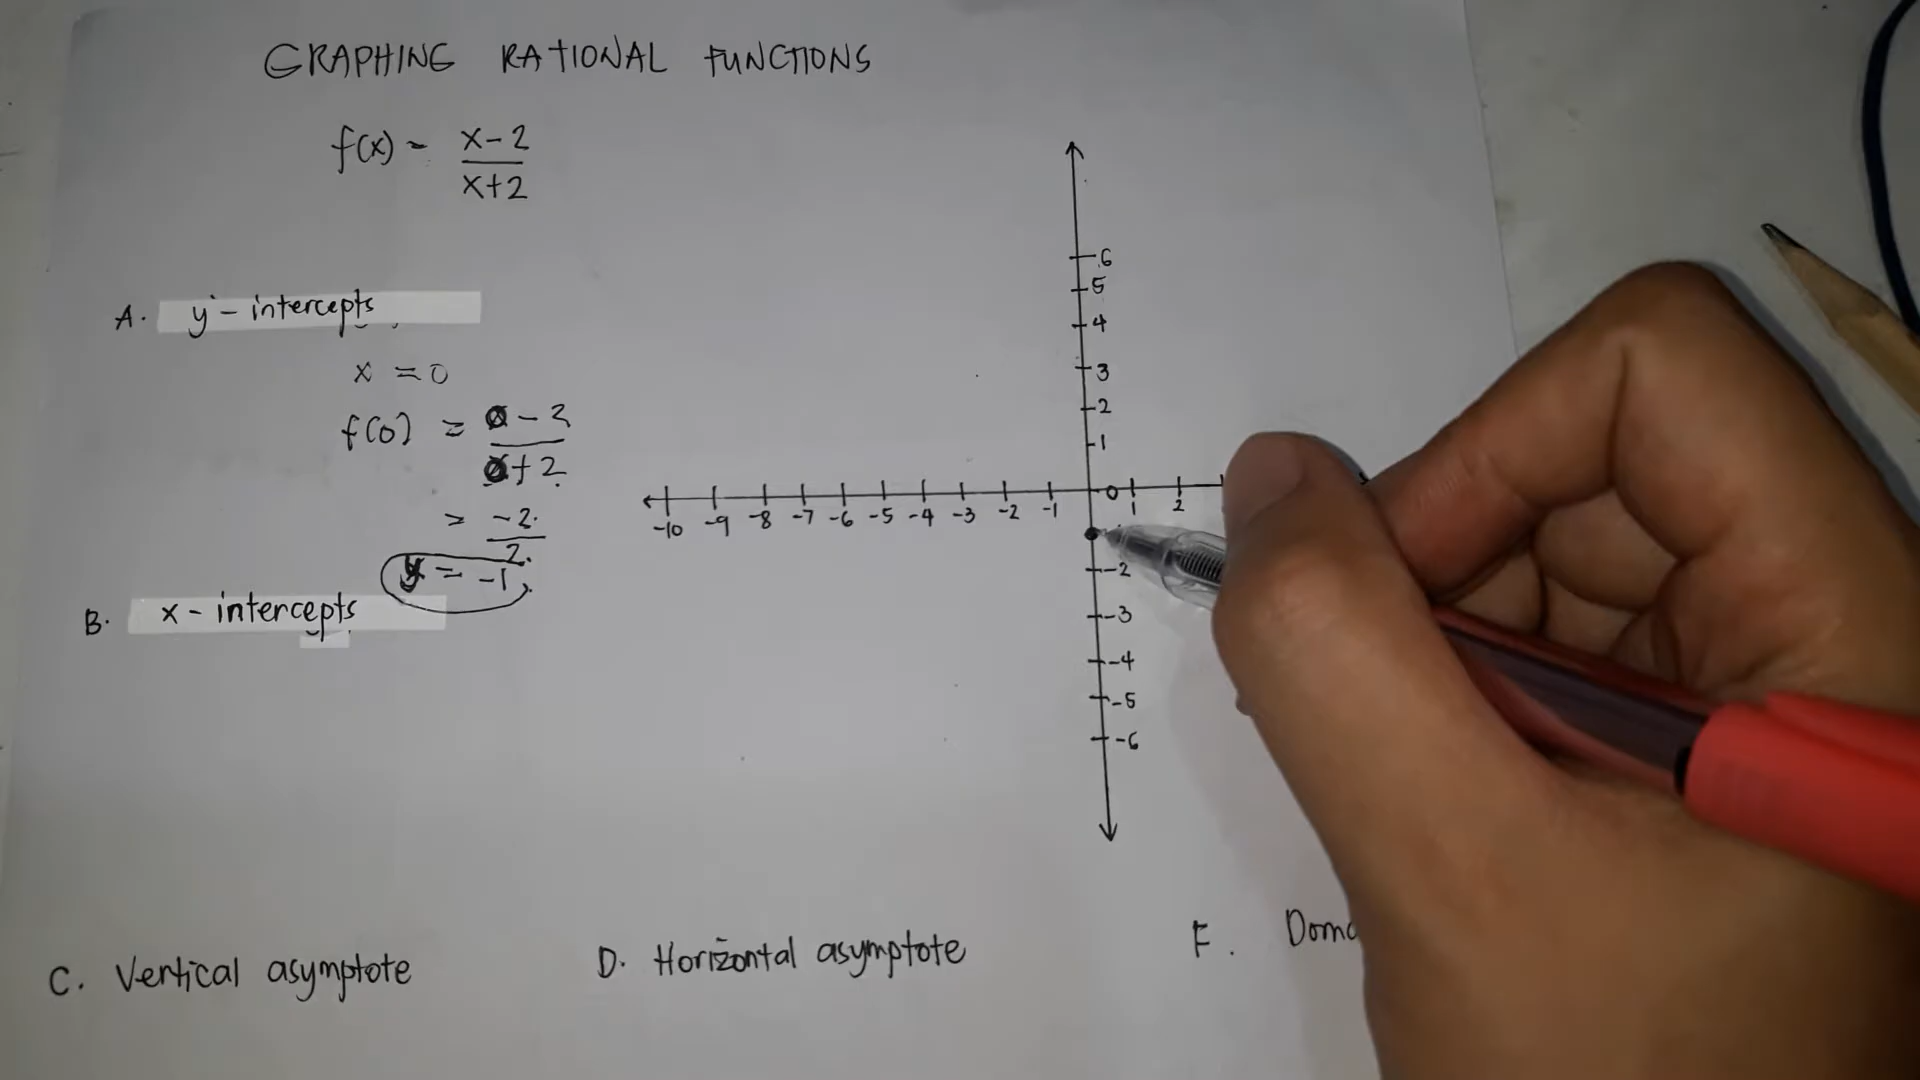 GRAPHING RATIONAL FUNCTIONS
f(x) = x-2
x+2
A. y - intercepts
x = 0
f(0) = 0 - 2
0 + 2
= -2
2
y = -1
B. x - intercepts
6
5
4
3
2
1
-10 -9 -8 -7 -6 -5 -4 -3 -2 -1 0 1 2
-2
-3
-4
-5
-6
C. Vertical asymptote
D. Horizontal asymptote